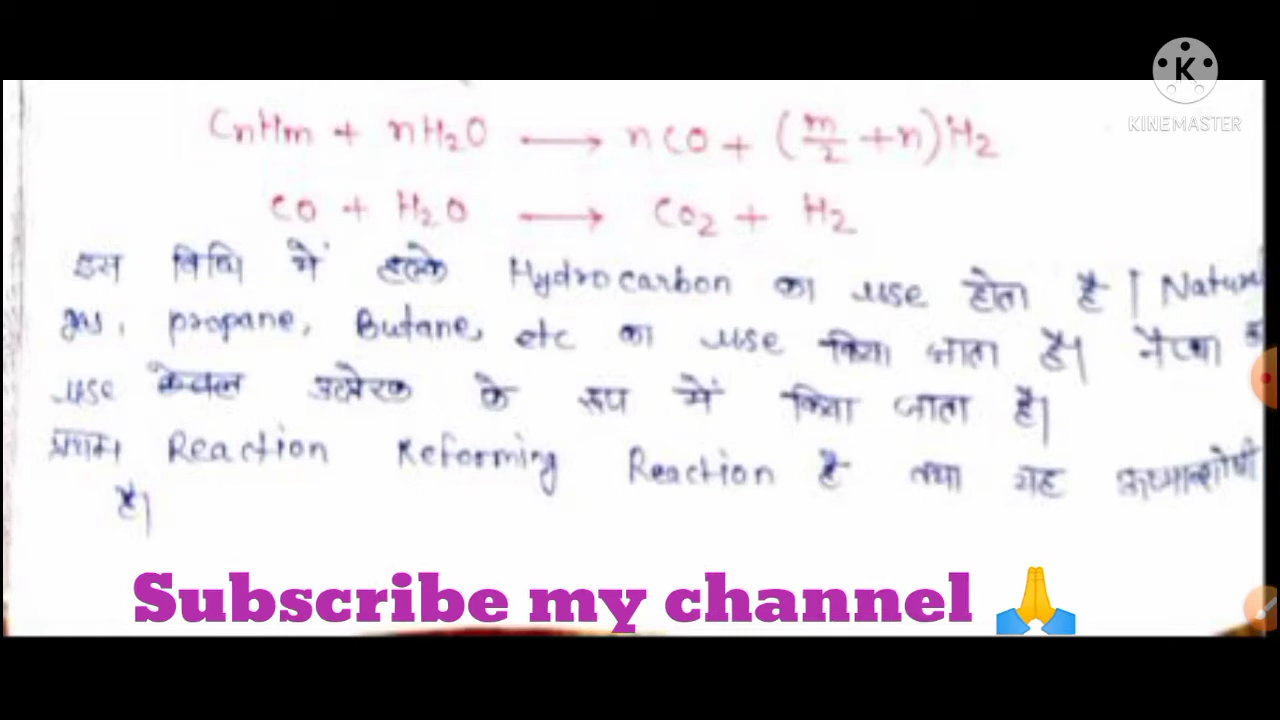 K
KINEMASTER
CnHm + nH2O ⟶ nCO + (m/2 + n)H2
CO + H2O ⟶ CO2 + H2
इस विधि में हल्के Hydrocarbon का use होता है | Natural
gas, propane, Butane, etc का use किया जाता है। नेफ्था
use केवल उत्प्रेरक के रूप में किया जाता है।
प्रथम Reaction Reforming Reaction है तथा यह ऊष्माशोषी
है।
Subscribe my channel 🙏